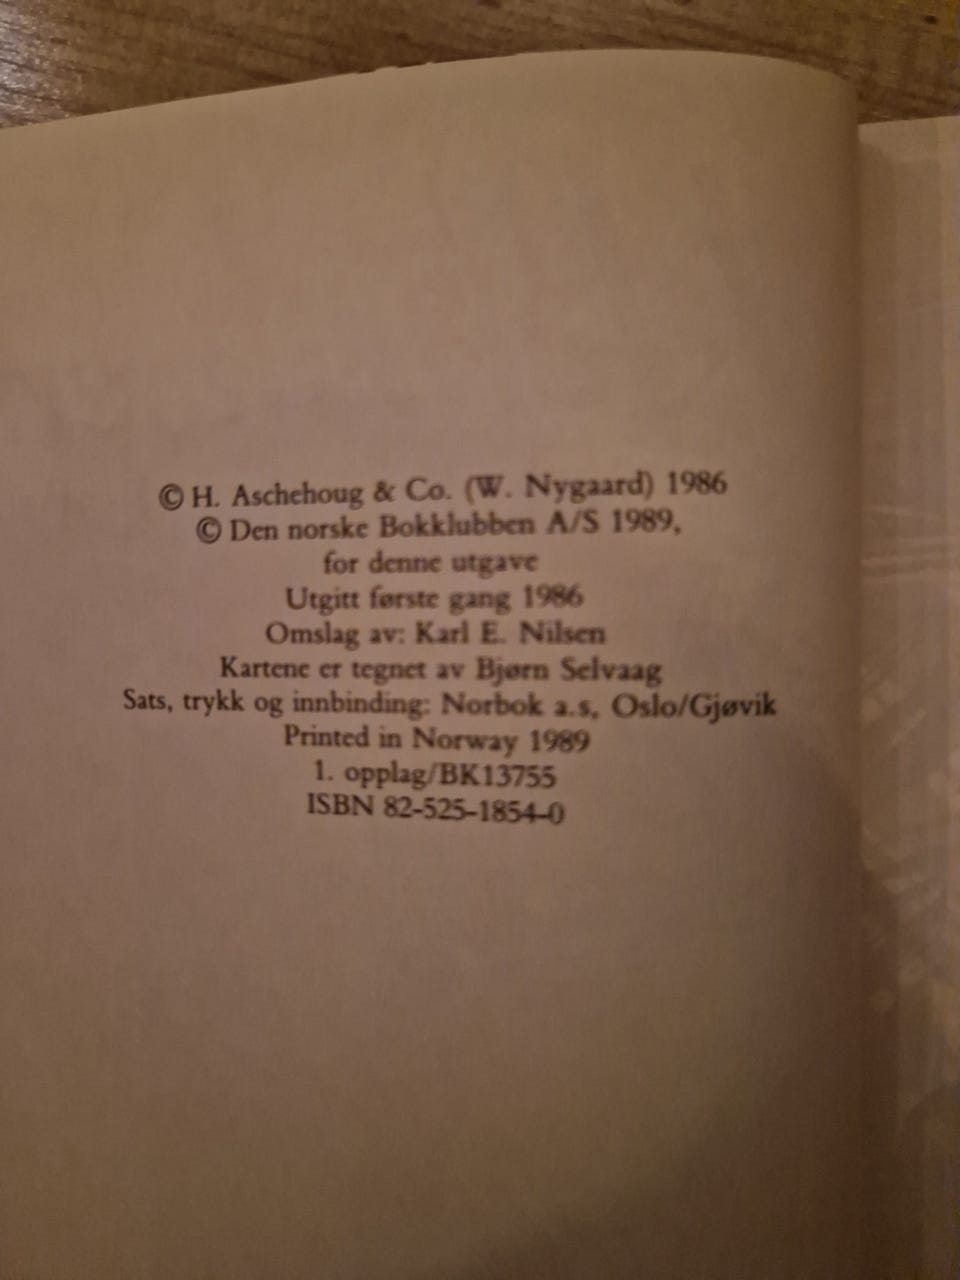 © H. Aschehoug & Co. (W. Nygaard) 1986
© Den norske Bokklubben A/S 1989,
for denne utgave
Utgitt første gang 1986
Omslag av: Karl E. Nilsen
Kartene er tegnet av Bjørn Selvaag
Sats, trykk og innbinding: Norbok a.s, Oslo/Gjøvik
Printed in Norway 1989
1. opplag/BK13755
ISBN 82-525-1854-0